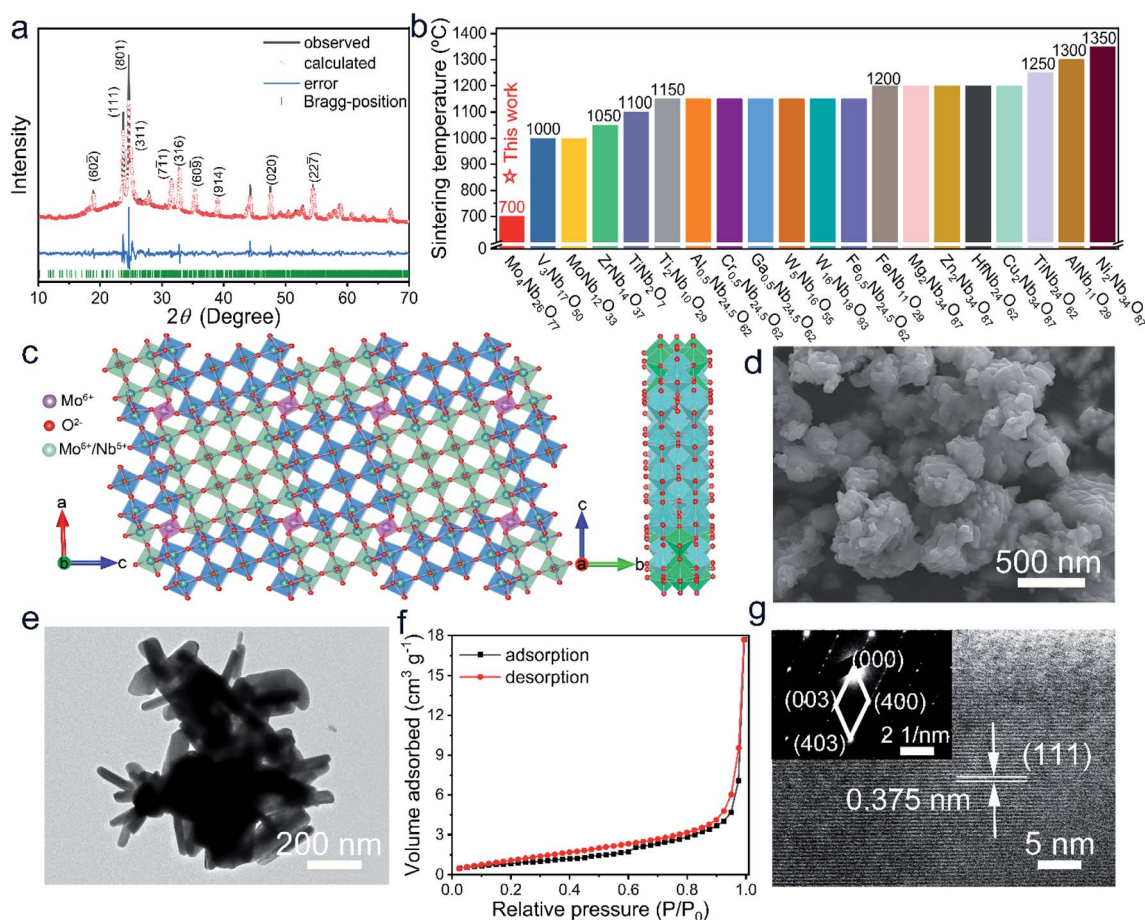 a
observed
calculated
error
Bragg-position
(801)
(111)
(311)
(602̄)
(7̄11)
(316)
(609̄)
(914)
(020)
(227̄)
Intensity
10 20 30 40 50 60 70
2θ (Degree)
b
Sintering temperature (ºC)
1400
1300
1200
1100
1000
900
800
700
0
☆ This work
700
1000
1050
1100
1150
1200
1250
1300
1350
Mo₄Nb₂₆O₇₇
V₃Nb₁₇O₅₀
MoNb₁₂O₃₃
ZrNb₁₄O₃₇
TiNb₂O₇
Ti₂Nb₁₀O₂₉
Al₀.₅Nb₂₄.₅O₆₂
Cr₀.₅Nb₂₄.₅O₆₂
Ga₀.₅Nb₂₄.₅O₆₂
W₅Nb₁₆O₅₅
W₁₆Nb₁₈O₉₃
Fe₀.₅Nb₂₄.₅O₆₂
FeNb₁₁O₂₉
Mg₂Nb₃₄O₈₇
Zn₂Nb₃₄O₈₇
HfNb₂₄O₆₂
Cu₂Nb₃₄O₈₇
TiNb₂₄O₆₂
AlNb₁₁O₂₉
N₂Nb₃₄O₈₇
c
Mo⁶⁺
O²⁻
Mo⁶⁺/Nb⁵⁺
a
b
c
c
a
b
d
500 nm
e
200 nm
f
adsorption
desorption
Volume adsorbed (cm³ g⁻¹)
18
15
12
9
6
3
0
0.0 0.2 0.4 0.6 0.8 1.0
Relative pressure (P/P₀)
g
(000)
(003)
(400)
(403)
2 1/nm
(111)
0.375 nm
5 nm